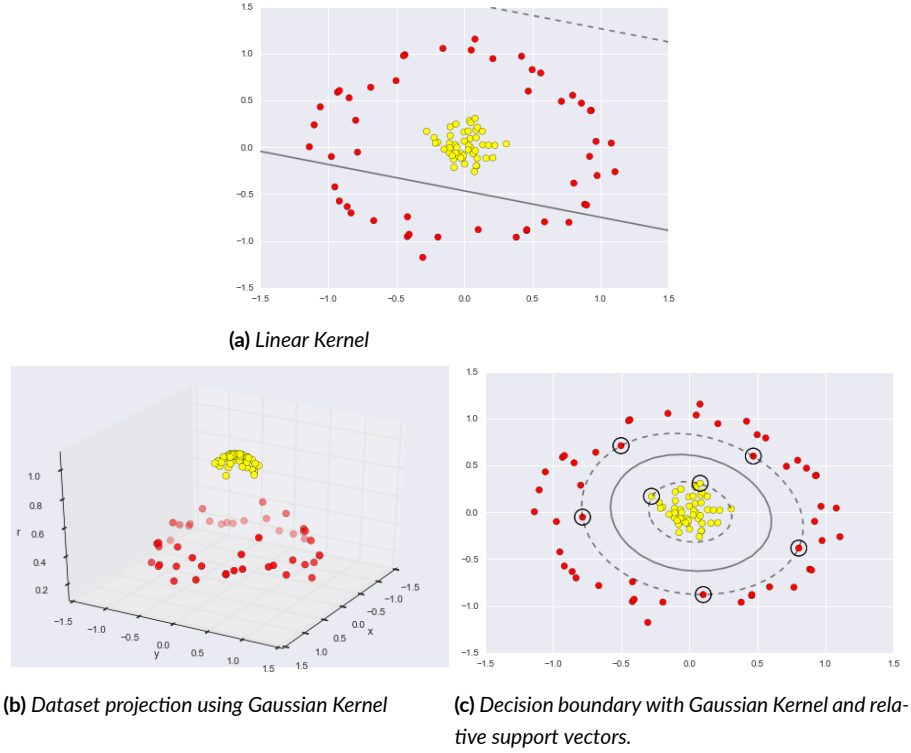 1.5
1.0
0.5
0.0
−0.5
−1.0
−1.5
−1.5 −1.0 −0.5 0.0 0.5 1.0 1.5
(a) Linear Kernel
1.0
0.8
r 0.6
0.4
0.2
−1.5 −1.0 −0.5 0.0 0.5 1.0 1.5
y
−1.5 −1.0 −0.5 0.0 0.5 1.0 1.5
x
(b) Dataset projection using Gaussian Kernel
1.5
1.0
0.5
0.0
−0.5
−1.0
−1.5
−1.5 −1.0 −0.5 0.0 0.5 1.0 1.5
(c) Decision boundary with Gaussian Kernel and rela-
tive support vectors.